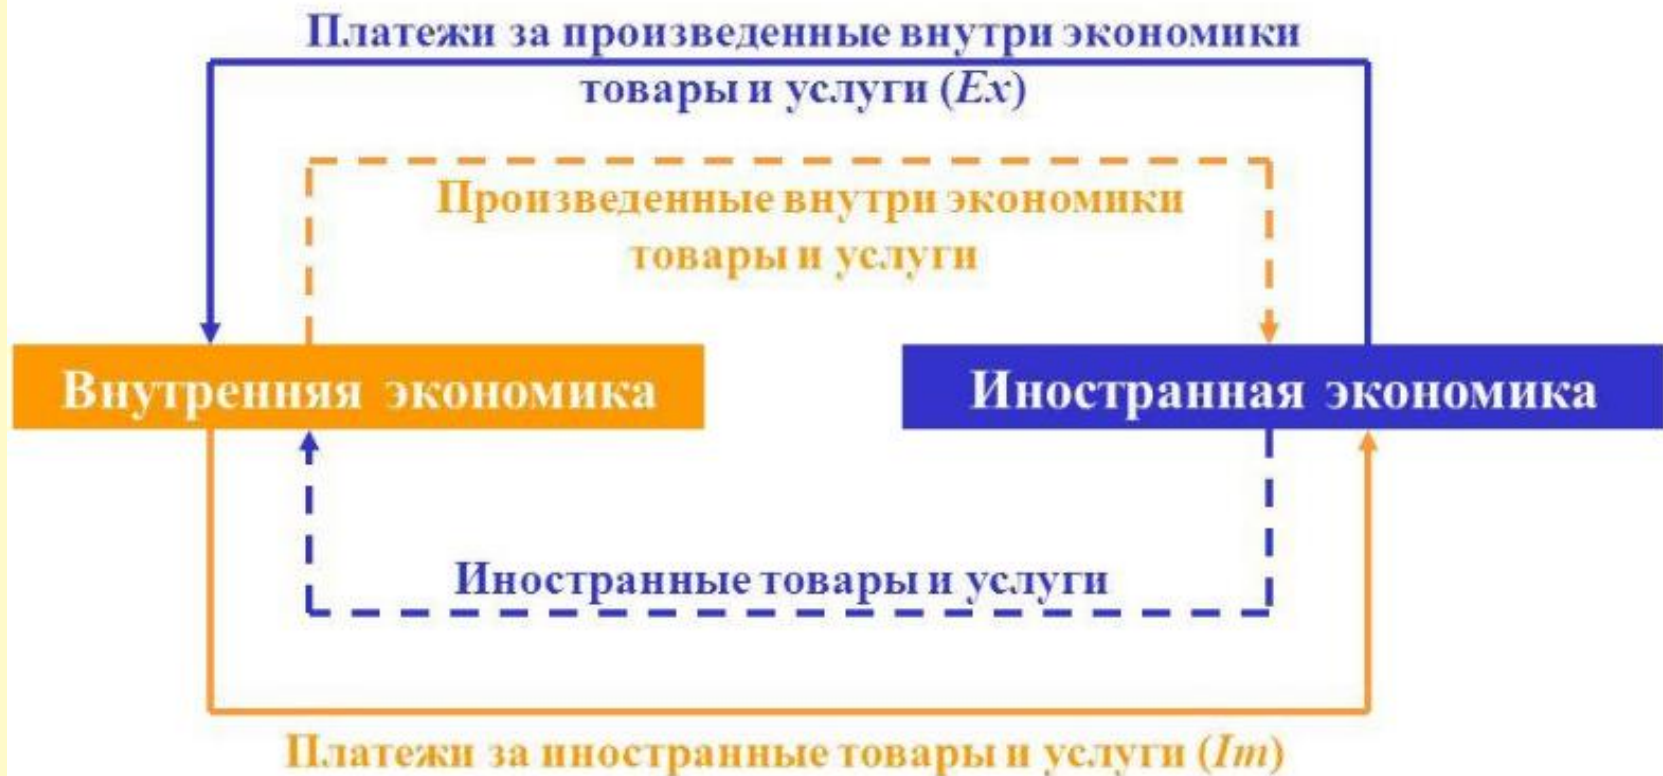 Платежи за произведенные внутри экономики
товары и услуги (Ex)
Произведенные внутри экономики
товары и услуги
Внутренняя экономика
Иностранная экономика
Иностранные товары и услуги
Платежи за иностранные товары и услуги (Im)